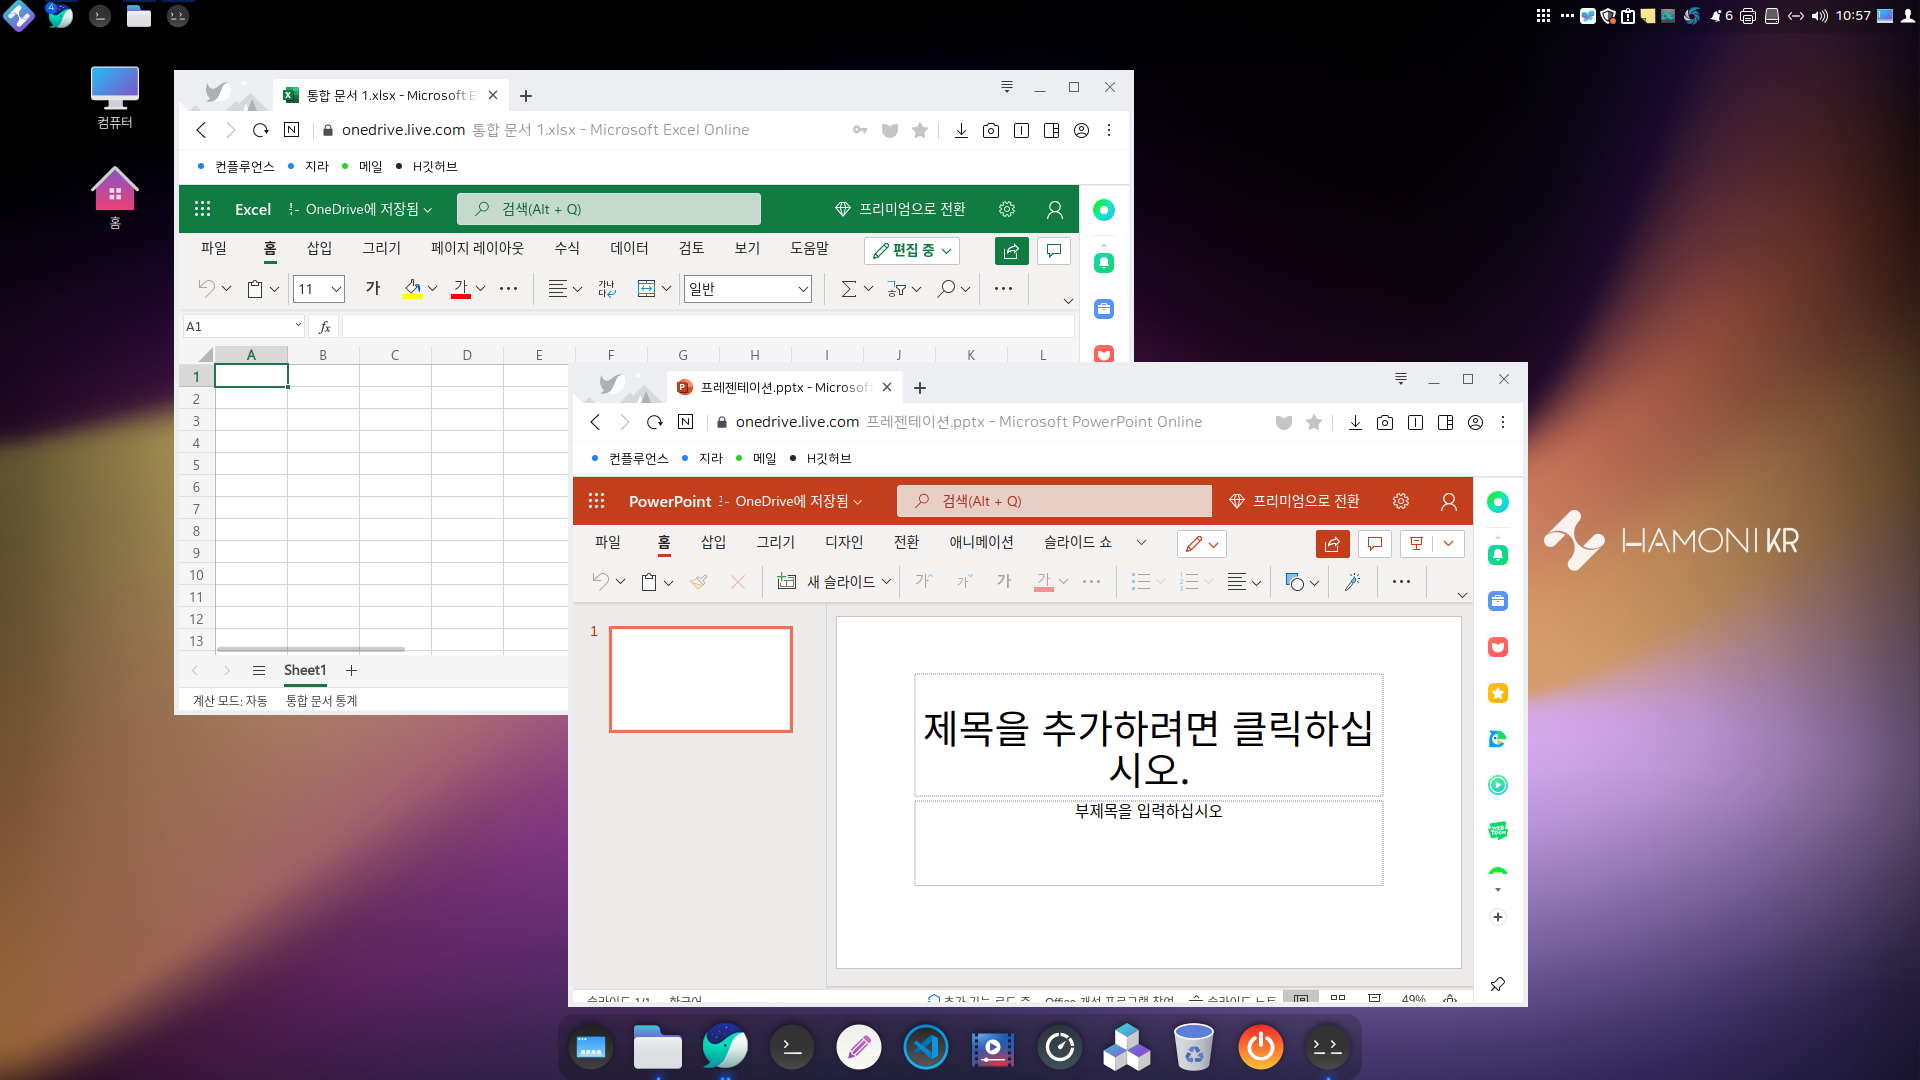 4
6
10:57
컴퓨터
홈
통합 문서 1.xlsx - Microsoft E
N
onedrive.live.com 통합 문서 1.xlsx - Microsoft Excel Online
컨플루언스 지라 메일 H깃허브
Excel - OneDrive에 저장됨 검색(Alt + Q) 프리미엄으로 전환
파일 홈 삽입 그리기 페이지 레이아웃 수식 데이터 검토 보기 도움말 편집 중
11 가 가 가나다 일반
A1 fx
A B C D E F G H I J K L
1
2
3
4
5
6
7
8
9
10
11
12
13
Sheet1
계산 모드: 자동 통합 문서 통계
프레젠테이션.pptx - Microsoft
N
onedrive.live.com 프레젠테이션.pptx - Microsoft PowerPoint Online
컨플루언스 지라 메일 H깃허브
PowerPoint - OneDrive에 저장됨 검색(Alt + Q) 프리미엄으로 전환
파일 홈 삽입 그리기 디자인 전환 애니메이션 슬라이드 쇼
새 슬라이드 가 가 가 가
1
제목을 추가하려면 클릭하십
시오.
부제목을 입력하십시오
슬라이드 1/1 한국어 추가 기능 로드 중 Office 개선 프로그램 참여 슬라이드 노트 49%
WEB TOON
HAMONIKR